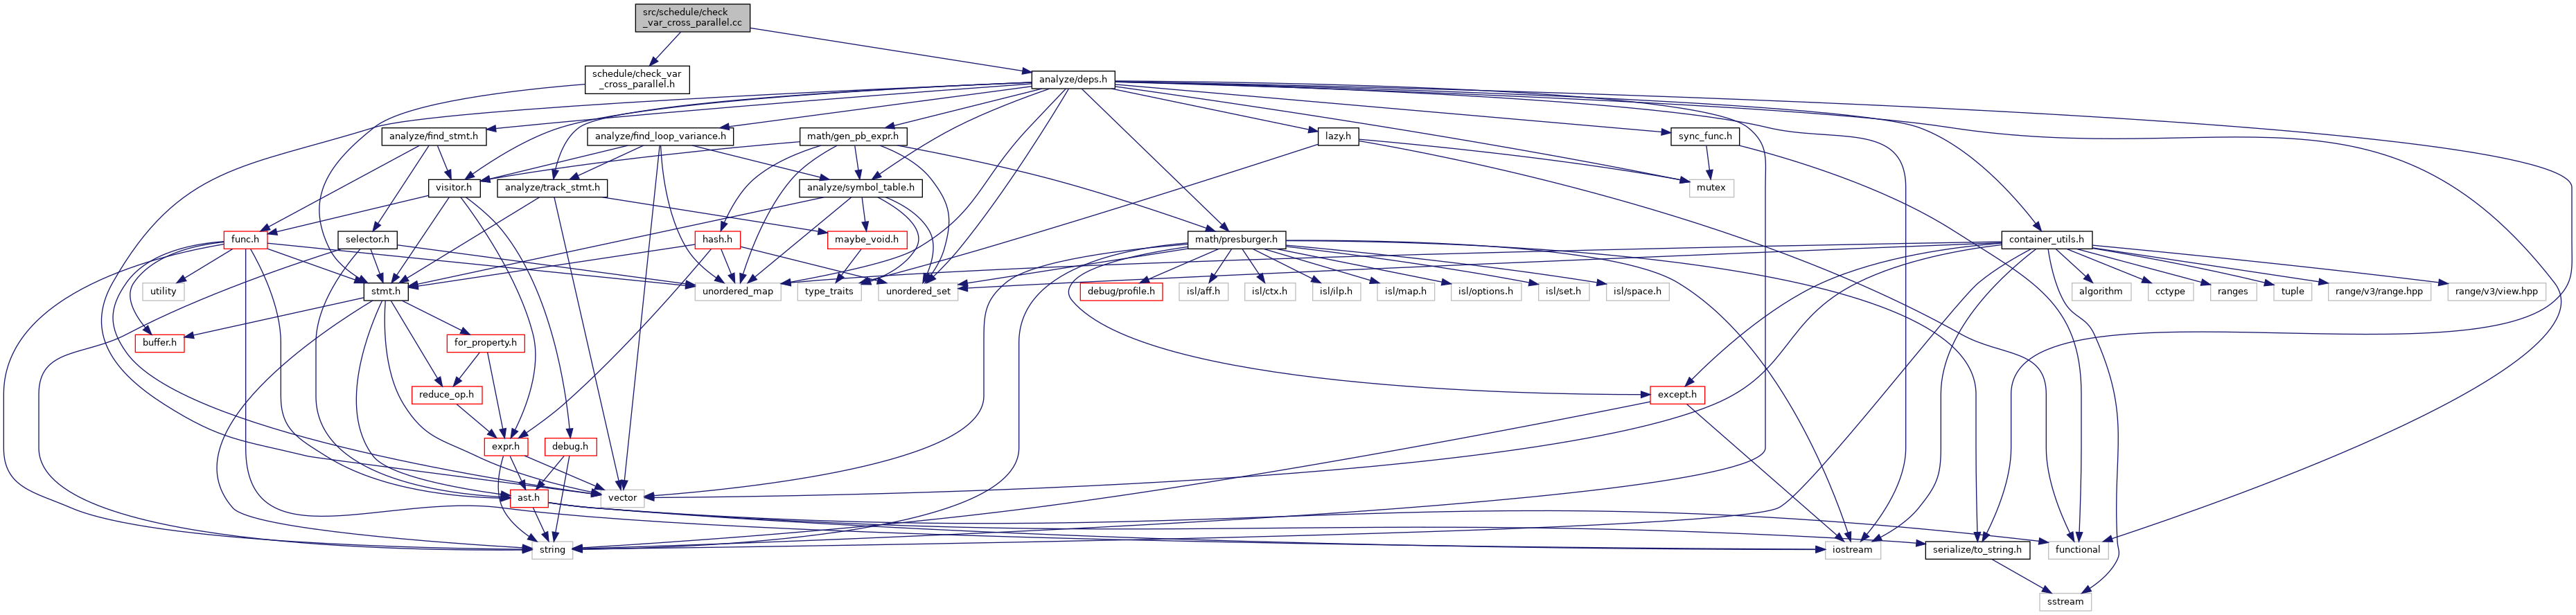 src/schedule/check
_var_cross_parallel.cc
schedule/check_var
_cross_parallel.h
analyze/deps.h
analyze/find_stmt.h
analyze/find_loop_variance.h
math/gen_pb_expr.h
lazy.h
sync_func.h
visitor.h
analyze/track_stmt.h
analyze/symbol_table.h
mutex
func.h
selector.h
hash.h
maybe_void.h
math/presburger.h
container_utils.h
utility
stmt.h
unordered_map
type_traits
unordered_set
debug/profile.h
isl/aff.h
isl/ctx.h
isl/ilp.h
isl/map.h
isl/options.h
isl/set.h
isl/space.h
algorithm
cctype
ranges
tuple
range/v3/range.hpp
range/v3/view.hpp
buffer.h
for_property.h
reduce_op.h
except.h
expr.h
debug.h
ast.h
vector
string
iostream
serialize/to_string.h
functional
sstream